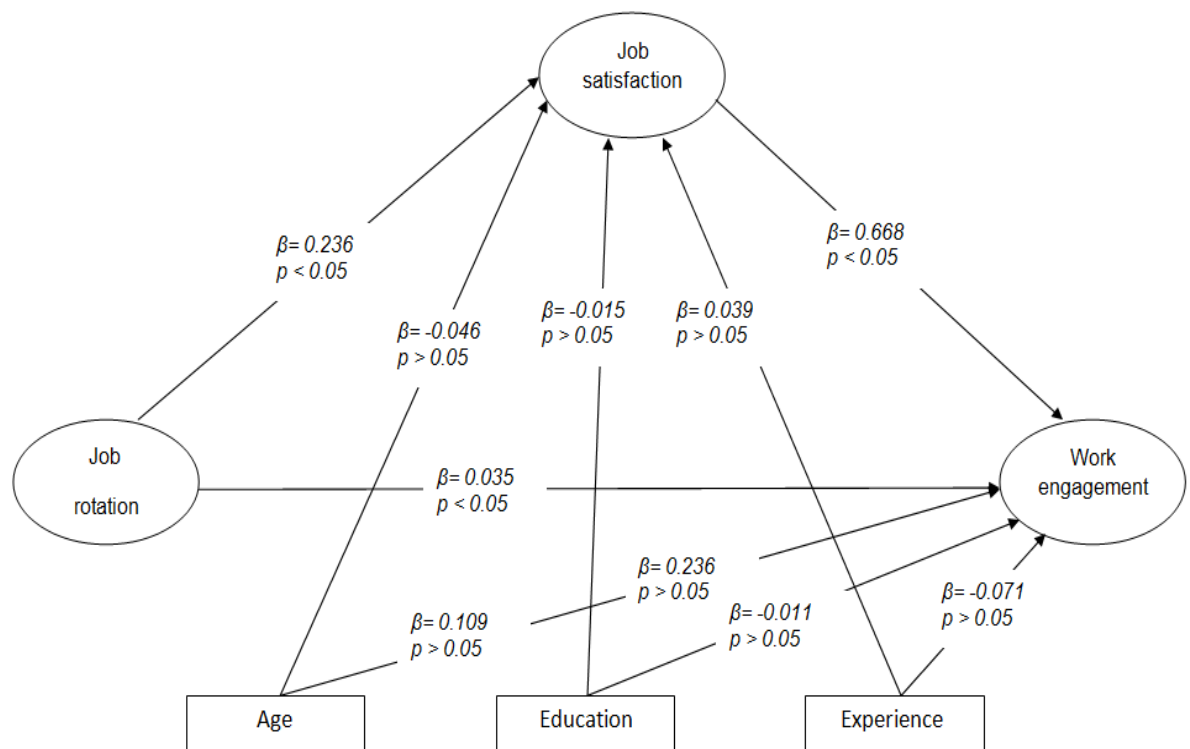 Job
satisfaction
β= 0.236
p < 0.05
β= 0.668
p < 0.05
β= -0.046
p > 0.05
β= -0.015
p > 0.05
β= 0.039
p > 0.05
Job
rotation
β= 0.035
p < 0.05
Work
engagement
β= 0.236
p > 0.05
β= 0.109
p > 0.05
β= -0.011
p > 0.05
β= -0.071
p > 0.05
Age
Education
Experience